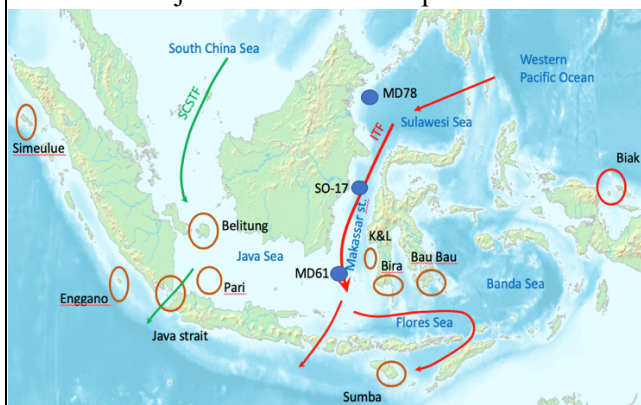 South China Sea
Western
Pacific Ocean
SCSTF
MD78
Sulawesi Sea
ITF
Simeulue
Biak
SO-17
Makassar st.
Belitung
K&L
Java Sea
Bira
Bau Bau
MD61
Banda Sea
Enggano
Pari
Flores Sea
Java strait
Sumba